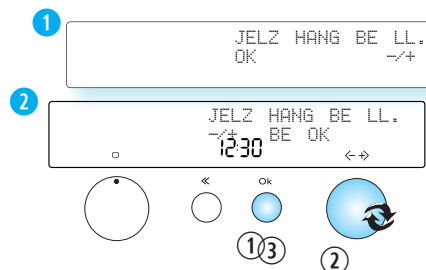 1
JELZ HANG BE LL.
OK -/+
2
JELZ HANG BE LL.
-/+ BE OK
12:30
«
Ok
1 3
2